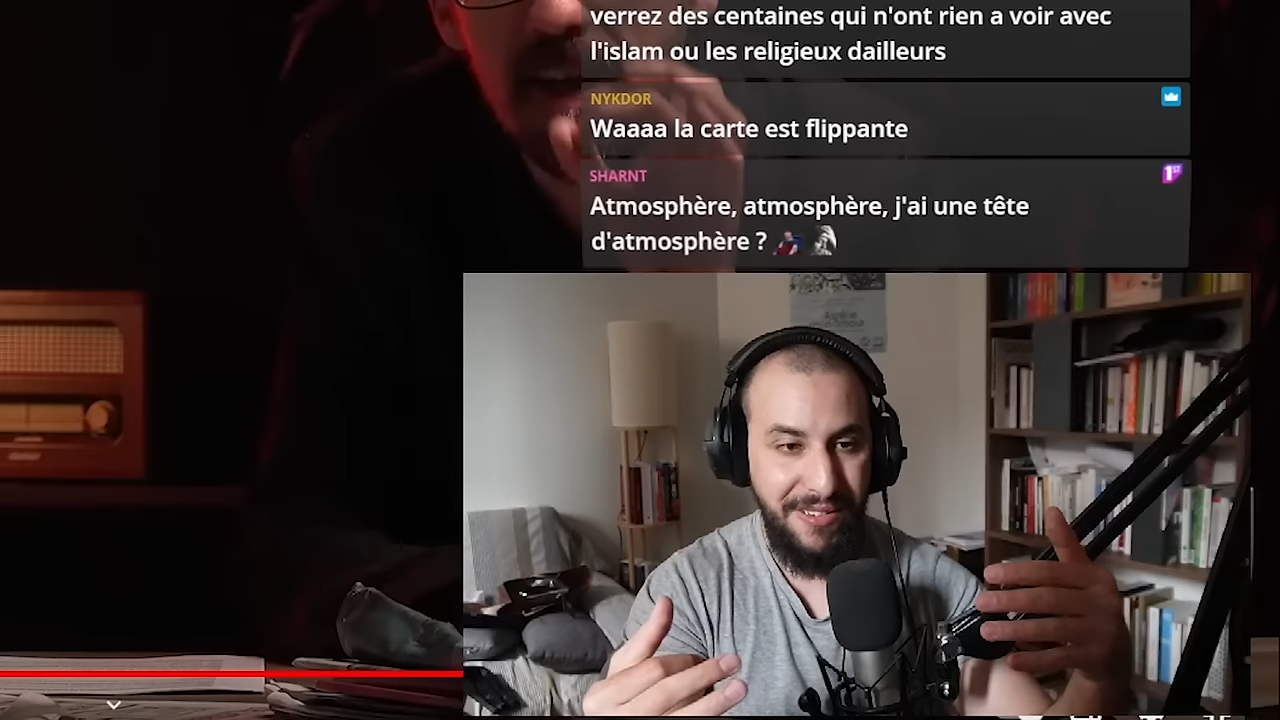 verrez des centaines qui n'ont rien a voir avec
l'islam ou les religieux dailleurs
NYKDOR
Waaaa la carte est flippante
SHARNT
1ST
Atmosphère, atmosphère, j'ai une tête
d'atmosphère ?